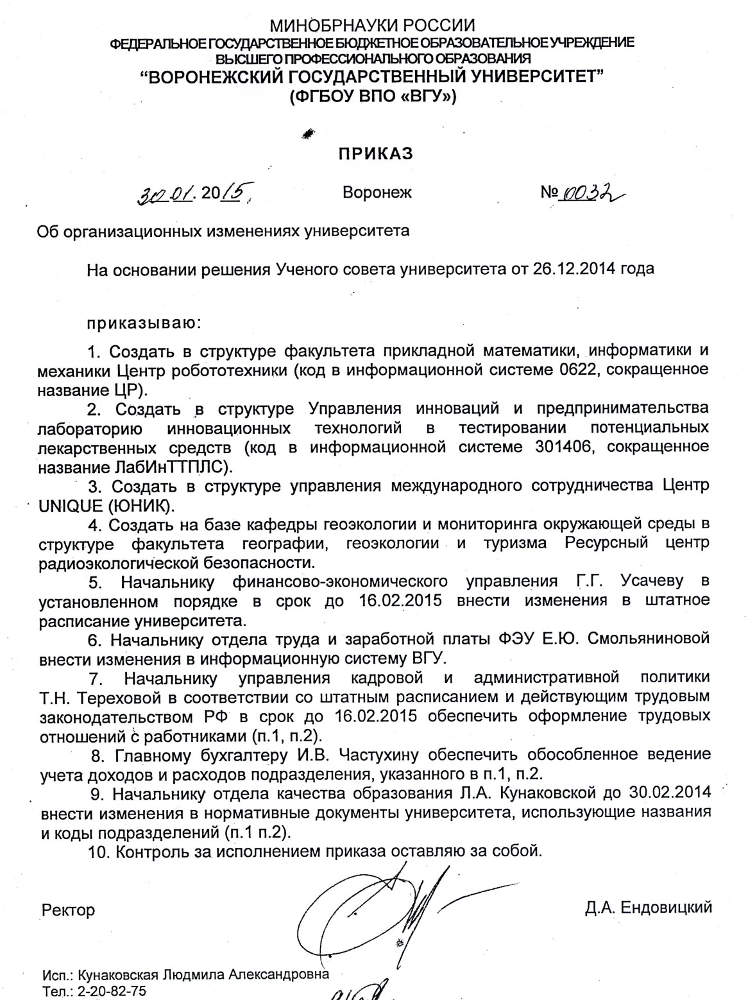 МИНОБРНАУКИ РОССИИ
ФЕДЕРАЛЬНОЕ ГОСУДАРСТВЕННОЕ БЮДЖЕТНОЕ ОБРАЗОВАТЕЛЬНОЕ УЧРЕЖДЕНИЕ
ВЫСШЕГО ПРОФЕССИОНАЛЬНОГО ОБРАЗОВАНИЯ
“ВОРОНЕЖСКИЙ ГОСУДАРСТВЕННЫЙ УНИВЕРСИТЕТ”
(ФГБОУ ВПО «ВГУ»)
ПРИКАЗ
30.01. 2015 Воронеж № 0032
Об организационных изменениях университета
На основании решения Ученого совета университета от 26.12.2014 года
приказываю:
1. Создать в структуре факультета прикладной математики, информатики и
механики Центр робототехники (код в информационной системе 0622, сокращенное
название ЦР).
2. Создать в структуре Управления инноваций и предпринимательства
лабораторию инновационных технологий в тестировании потенциальных
лекарственных средств (код в информационной системе 301406, сокращенное
название ЛабИнТТПЛС).
3. Создать в структуре управления международного сотрудничества Центр
UNIQUE (ЮНИК).
4. Создать на базе кафедры геоэкологии и мониторинга окружающей среды в
структуре факультета географии, геоэкологии и туризма Ресурсный центр
радиоэкологической безопасности.
5. Начальнику финансово-экономического управления Г.Г. Усачеву в
установленном порядке в срок до 16.02.2015 внести изменения в штатное
расписание университета.
6. Начальнику отдела труда и заработной платы ФЭУ Е.Ю. Смольяниновой
внести изменения в информационную систему ВГУ.
7. Начальнику управления кадровой и административной политики
Т.Н. Тереховой в соответствии со штатным расписанием и действующим трудовым
законодательством РФ в срок до 16.02.2015 обеспечить оформление трудовых
отношений с работниками (п.1, п.2).
8. Главному бухгалтеру И.В. Частухину обеспечить обособленное ведение
учета доходов и расходов подразделения, указанного в п.1, п.2.
9. Начальнику отдела качества образования Л.А. Кунаковской до 30.02.2014
внести изменения в нормативные документы университета, использующие названия
и коды подразделений (п.1 п.2).
10. Контроль за исполнением приказа оставляю за собой.
Ректор Д.А. Ендовицкий
Исп.: Кунаковская Людмила Александровна
Тел.: 2-20-82-75